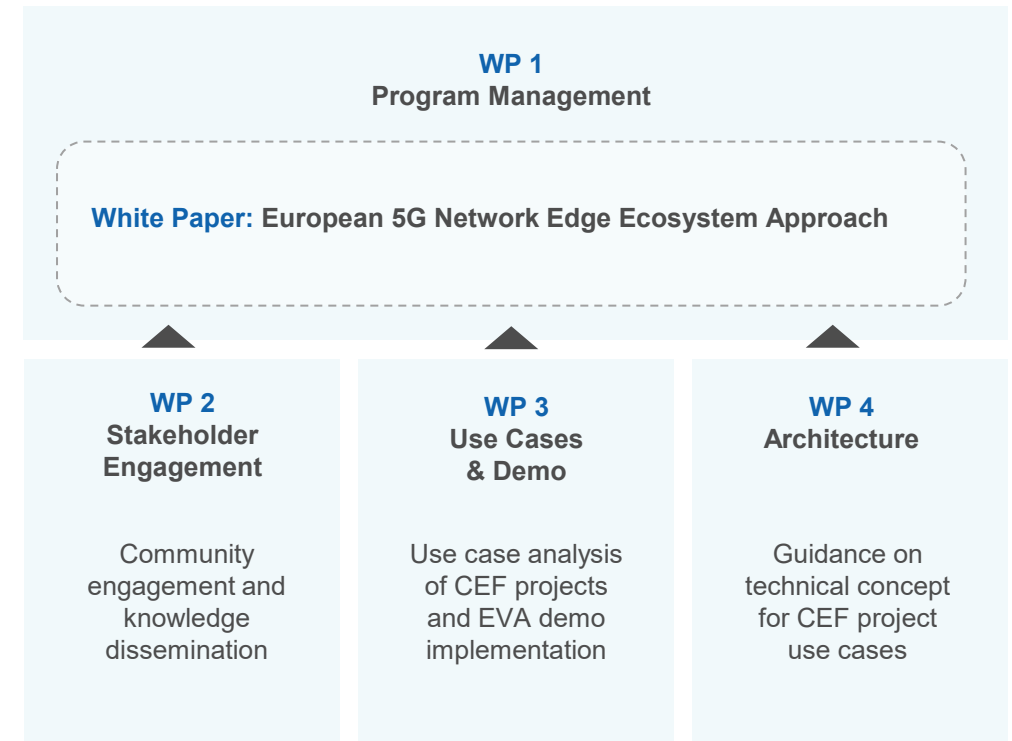 WP 1
Program Management
White Paper: European 5G Network Edge Ecosystem Approach
WP 2
Stakeholder
Engagement
Community
engagement and
knowledge
dissemination
WP 3
Use Cases
& Demo
Use case analysis
of CEF projects
and EVA demo
implementation
WP 4
Architecture
Guidance on
technical concept
for CEF project
use cases